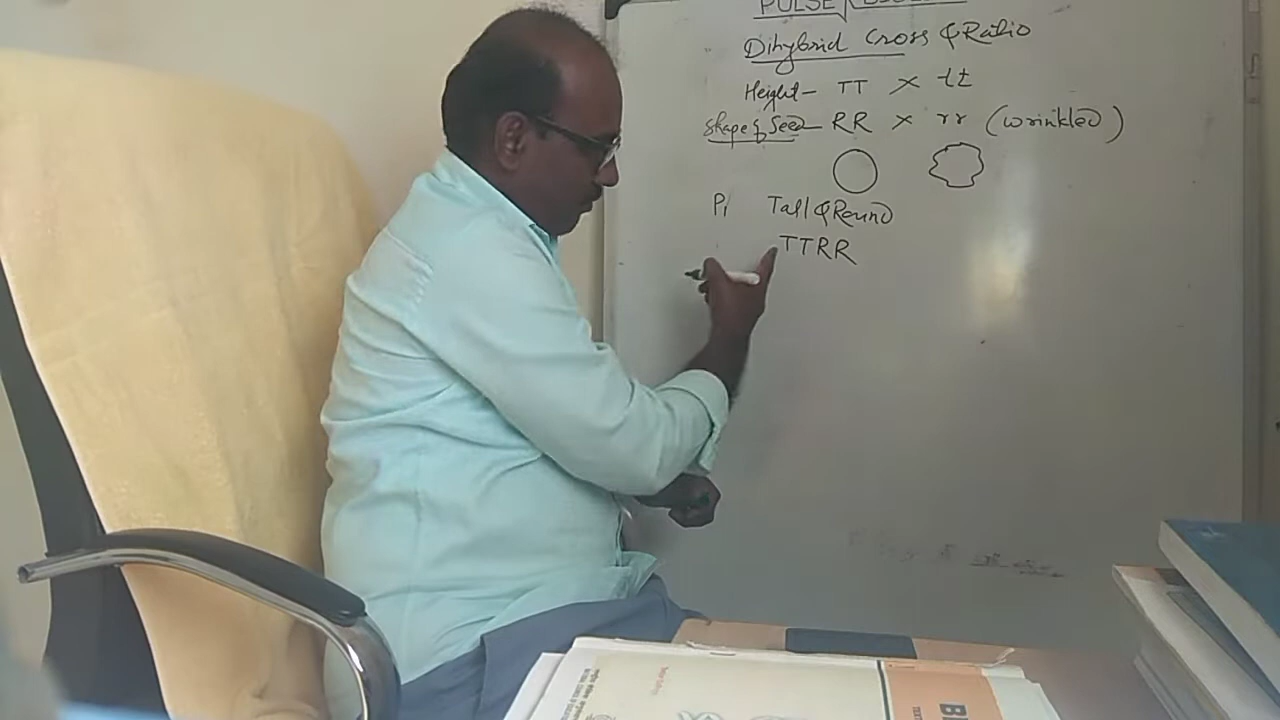 PULSE
Dihybrid Cross & Ratio
Height - TT × tt
Shape of Seed - RR × rr (wrinkled)
P1 Tall & Round
TTRR